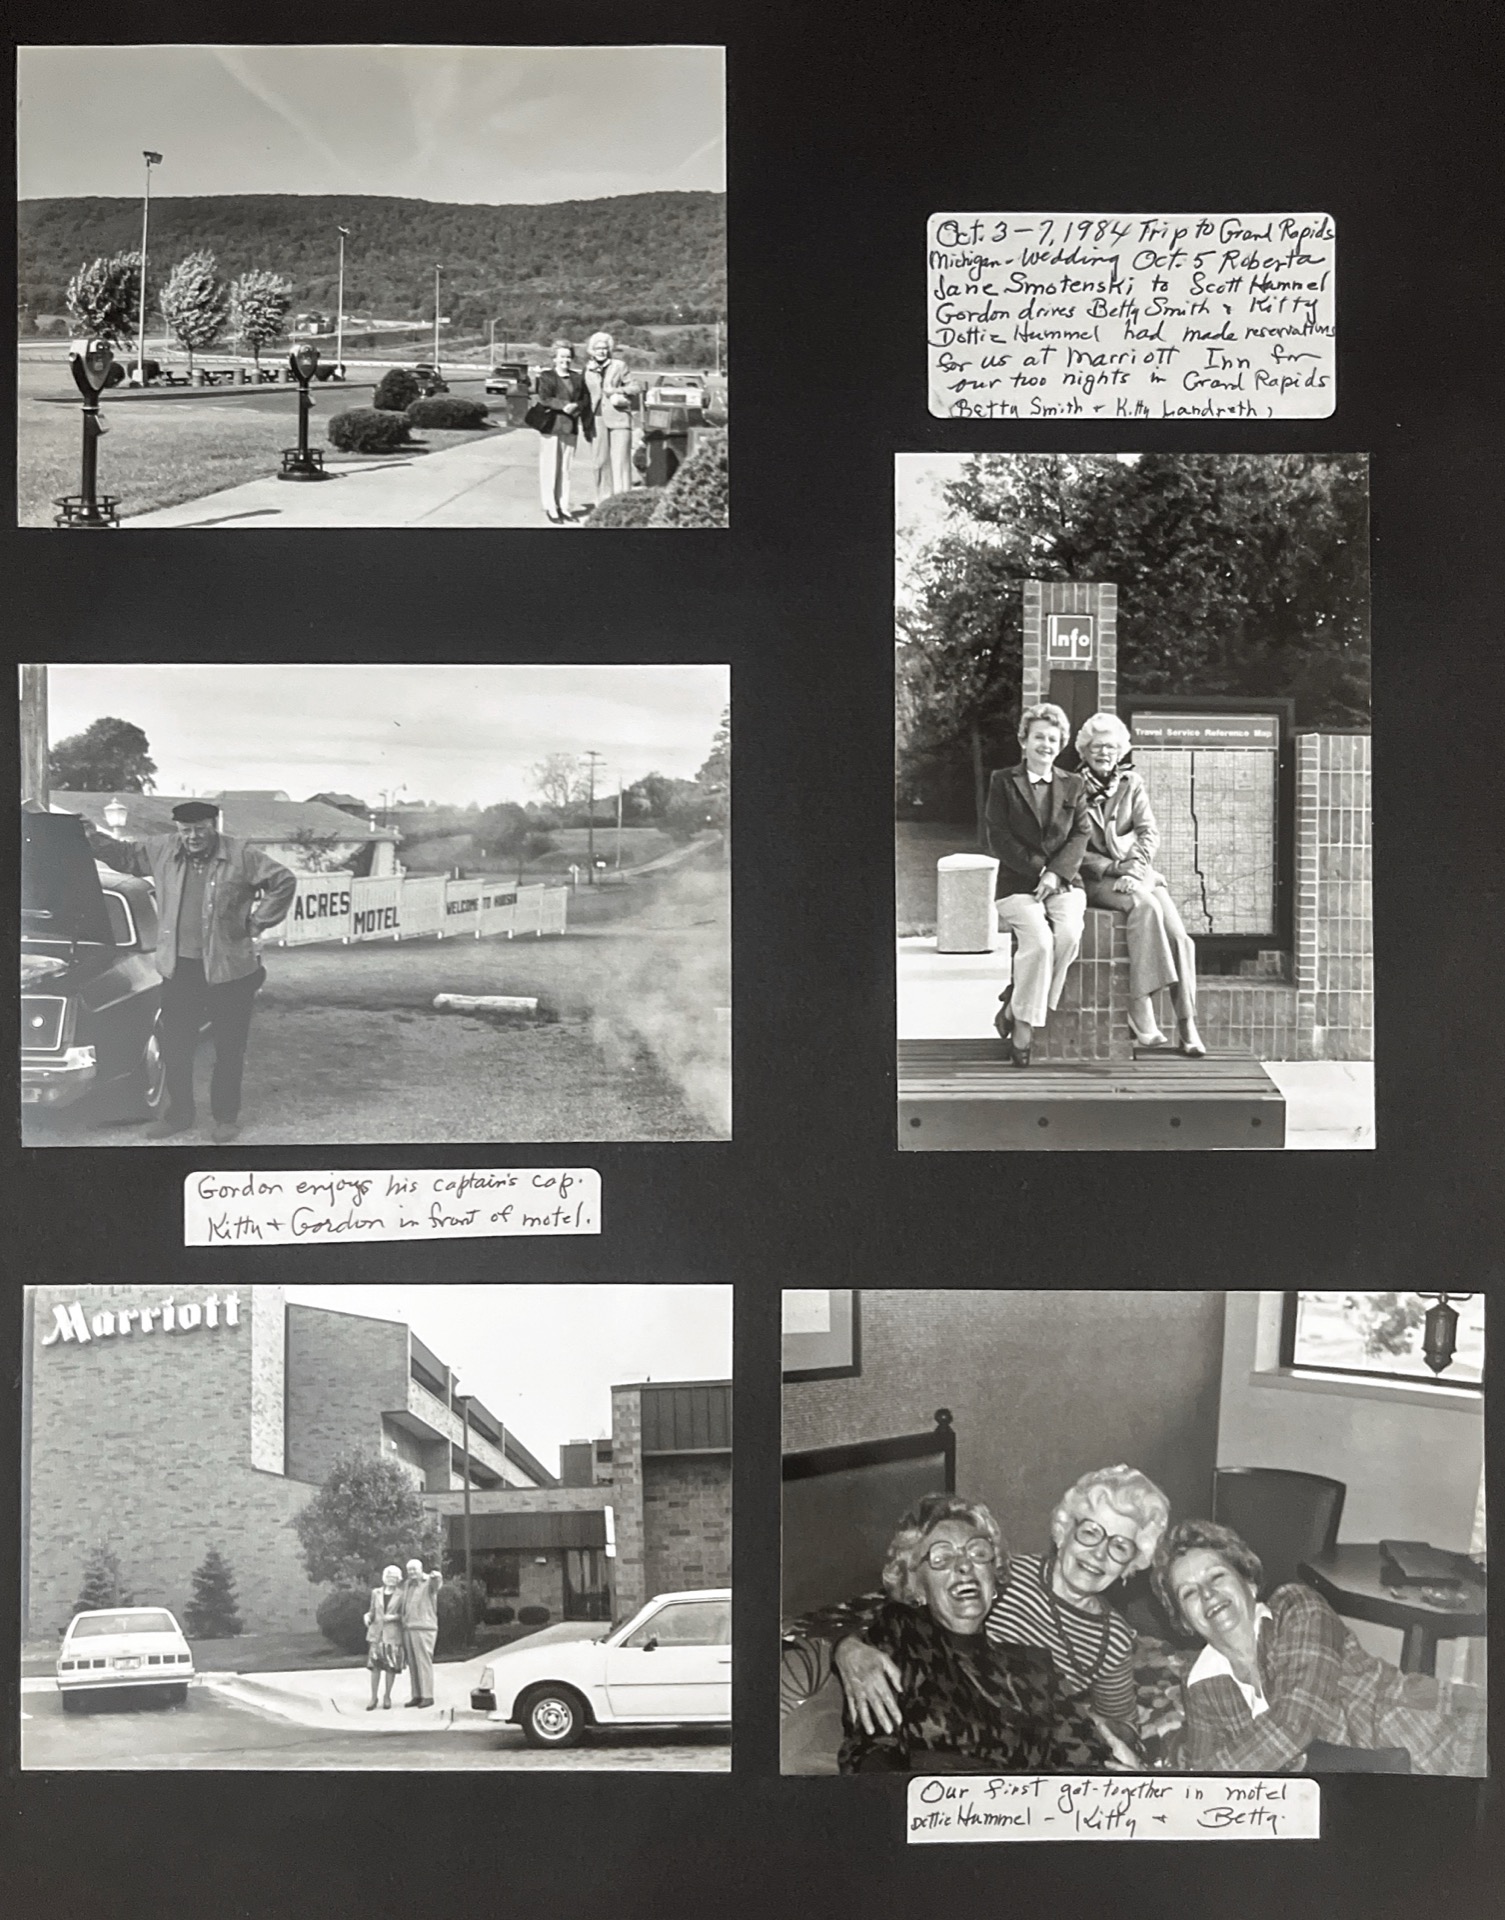 Oct. 3-7, 1984 Trip to Grand Rapids
Michigan - Wedding Oct. 5 Roberta
Jane Smotenski to Scott Hammel
Gordon drives Betty Smith & Kitty
Dottie Hummel had made reservations
for us at Marriott Inn for
our two nights in Grand Rapids
Betty Smith + Kitty Landreth,
Info
Travel Service Reference Map
ACRES
MOTEL
WELCOME TO HUDSON
Gordon enjoys his captain's cap.
Kitty + Gordon in front of motel.
Marriott
Our first get-together in motel
Dottie Hummel - Kitty + Betty.